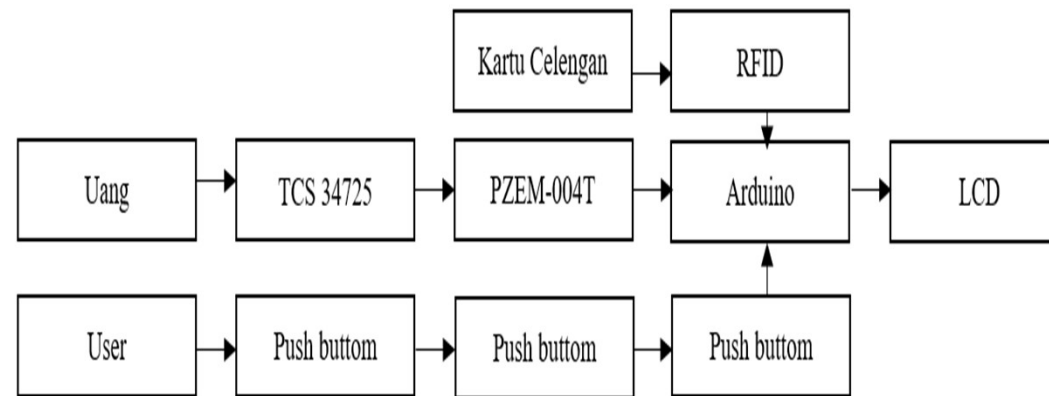 Kartu Celengan
RFID
Uang
TCS 34725
PZEM-004T
Arduino
LCD
User
Push buttom
Push buttom
Push buttom